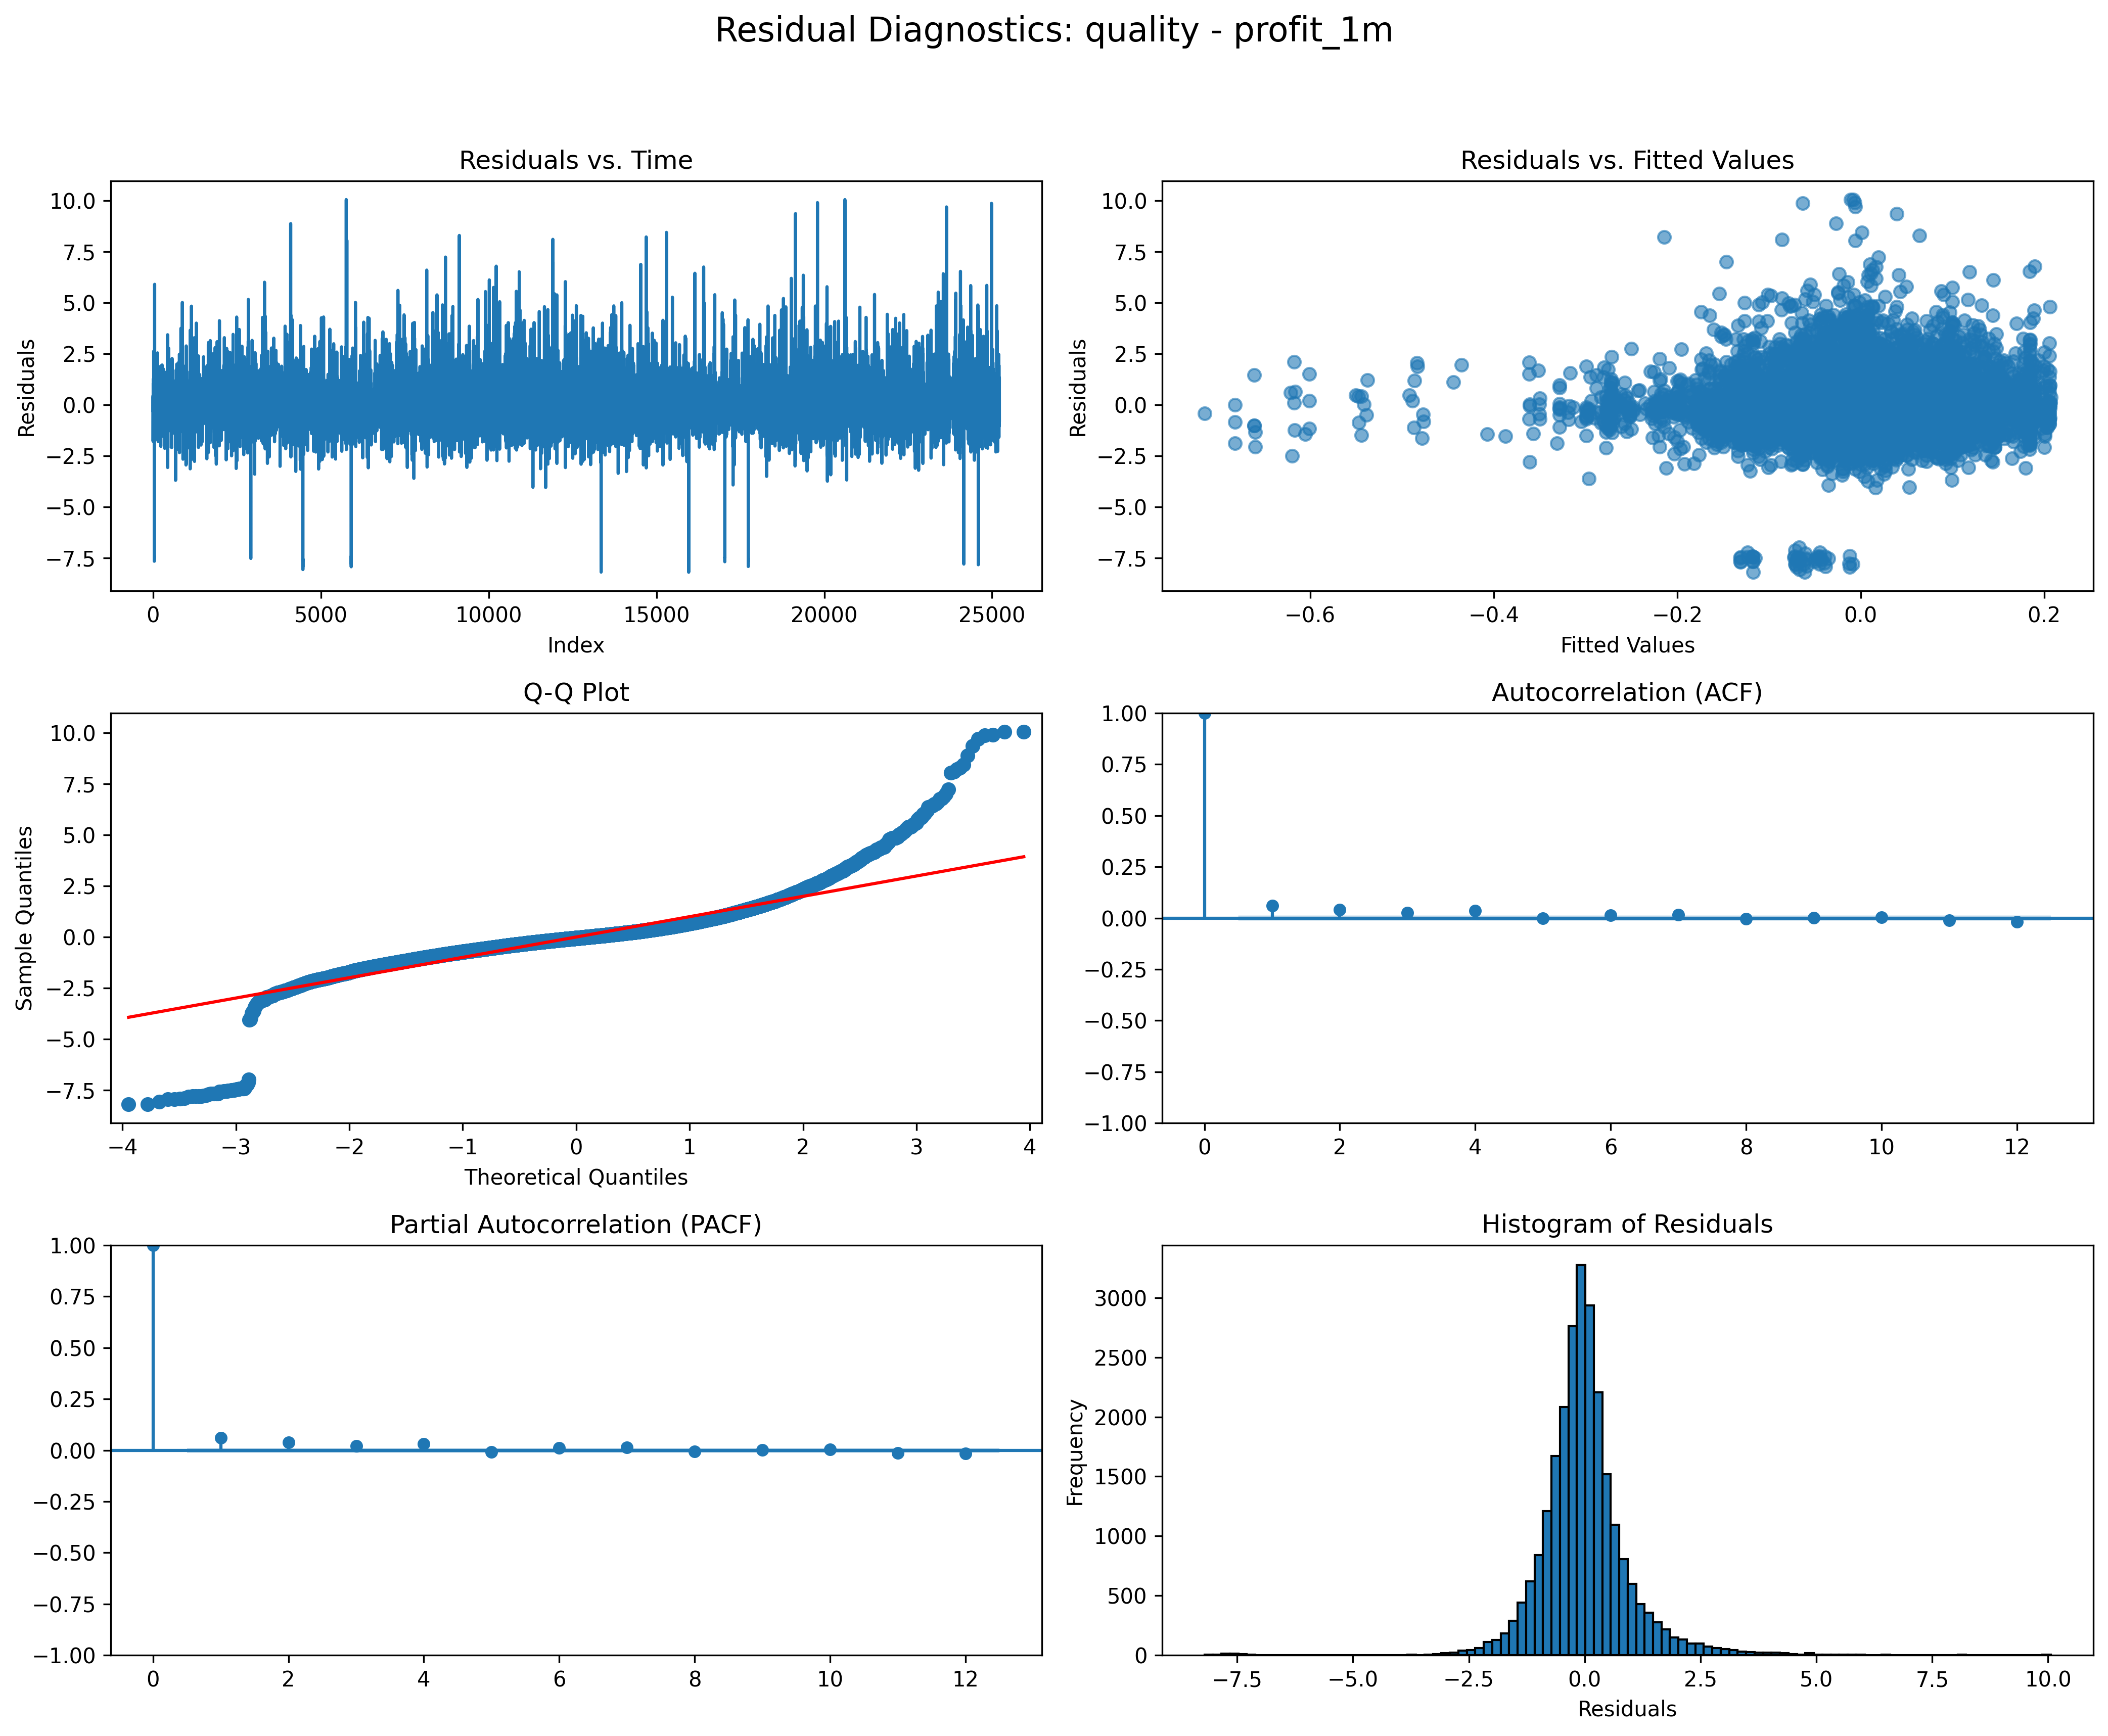 Residual Diagnostics: quality - profit_1m
Residuals vs. Time
10.0
7.5
5.0
2.5
0.0
−2.5
−5.0
−7.5
Residuals
0 5000 10000 15000 20000 25000
Index
Residuals vs. Fitted Values
10.0
7.5
5.0
2.5
0.0
−2.5
−5.0
−7.5
Residuals
−0.6 −0.4 −0.2 0.0 0.2
Fitted Values
Q-Q Plot
10.0
7.5
5.0
2.5
0.0
−2.5
−5.0
−7.5
Sample Quantiles
−4 −3 −2 −1 0 1 2 3 4
Theoretical Quantiles
Autocorrelation (ACF)
1.00
0.75
0.50
0.25
0.00
−0.25
−0.50
−0.75
−1.00
0 2 4 6 8 10 12
Partial Autocorrelation (PACF)
1.00
0.75
0.50
0.25
0.00
−0.25
−0.50
−0.75
−1.00
0 2 4 6 8 10 12
Histogram of Residuals
3000
2500
2000
1500
1000
500
0
Frequency
−7.5 −5.0 −2.5 0.0 2.5 5.0 7.5 10.0
Residuals